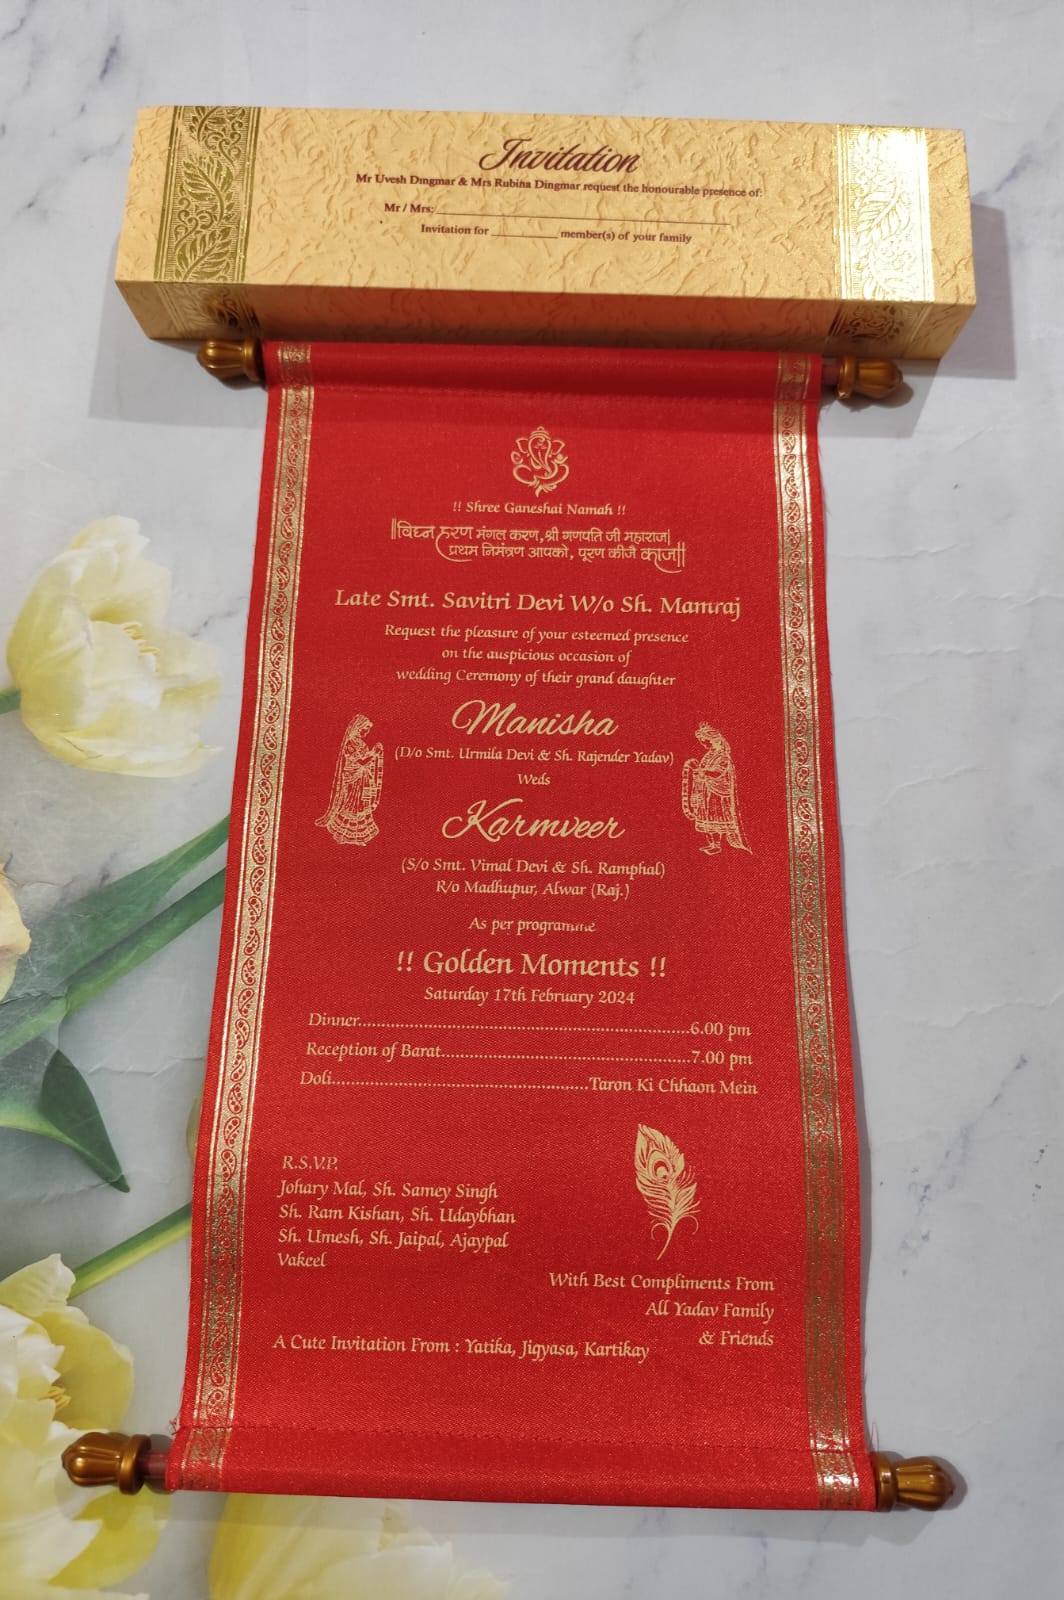 Invitation
Mr Uvesh Dingmar & Mrs Rubina Dingmar request the honourable presence of:
Mr / Mrs:
Invitation for __________ member(s) of your family
!! Shree Ganeshai Namah !!
||विघ्न हरण मंगल करण,श्री गणपति जी महाराज|
प्रथम निमंत्रण आपको, पूरण कीजै काज||
Late Smt. Savitri Devi W/o Sh. Mamraj
Request the pleasure of your esteemed presence
on the auspicious occasion of
wedding Ceremony of their grand daughter
Manisha
(D/o Smt. Urmila Devi & Sh. Rajender Yadav)
Weds
Karmveer
(S/o Smt. Vimal Devi & Sh. Ramphal)
R/o Madhupur, Alwar (Raj.)
As per programme
!! Golden Moments !!
Saturday 17th February 2024
Dinner......................................................................6.00 pm
Reception of Barat.....................................................7.00 pm
Doli.......................................................Taron Ki Chhaon Mein
R.S.V.P.
Johary Mal, Sh. Samey Singh
Sh. Ram Kishan, Sh. Udaybhan
Sh. Umesh, Sh. Jaipal, Ajaypal
Vakeel
With Best Compliments From
All Yadav Family
& Friends
A Cute Invitation From : Yatika, Jigyasa, Kartikay